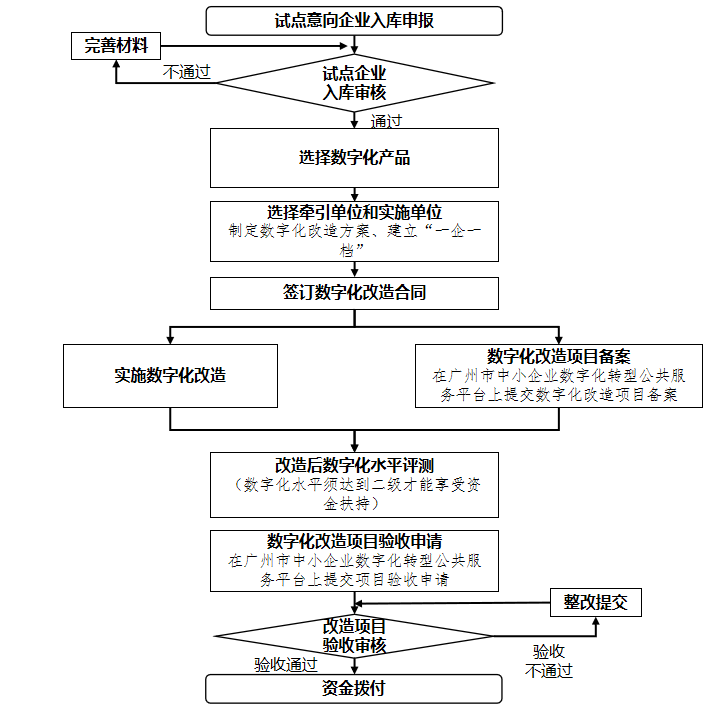 试点意向企业入库申报
完善材料
不通过
试点企业
入库审核
通过
选择数字化产品
选择牵引单位和实施单位
制定数字化改造方案、建立“一企一
档”
签订数字化改造合同
实施数字化改造
数字化改造项目备案
在广州市中小企业数字化转型公共服
务平台上提交数字化改造项目备案
改造后数字化水平评测
（数字化水平须达到二级才能享受资
金扶持）
数字化改造项目验收申请
在广州市中小企业数字化转型公共服
务平台上提交项目验收申请
整改提交
改造项目
验收审核
验收
不通过
验收通过
资金拨付